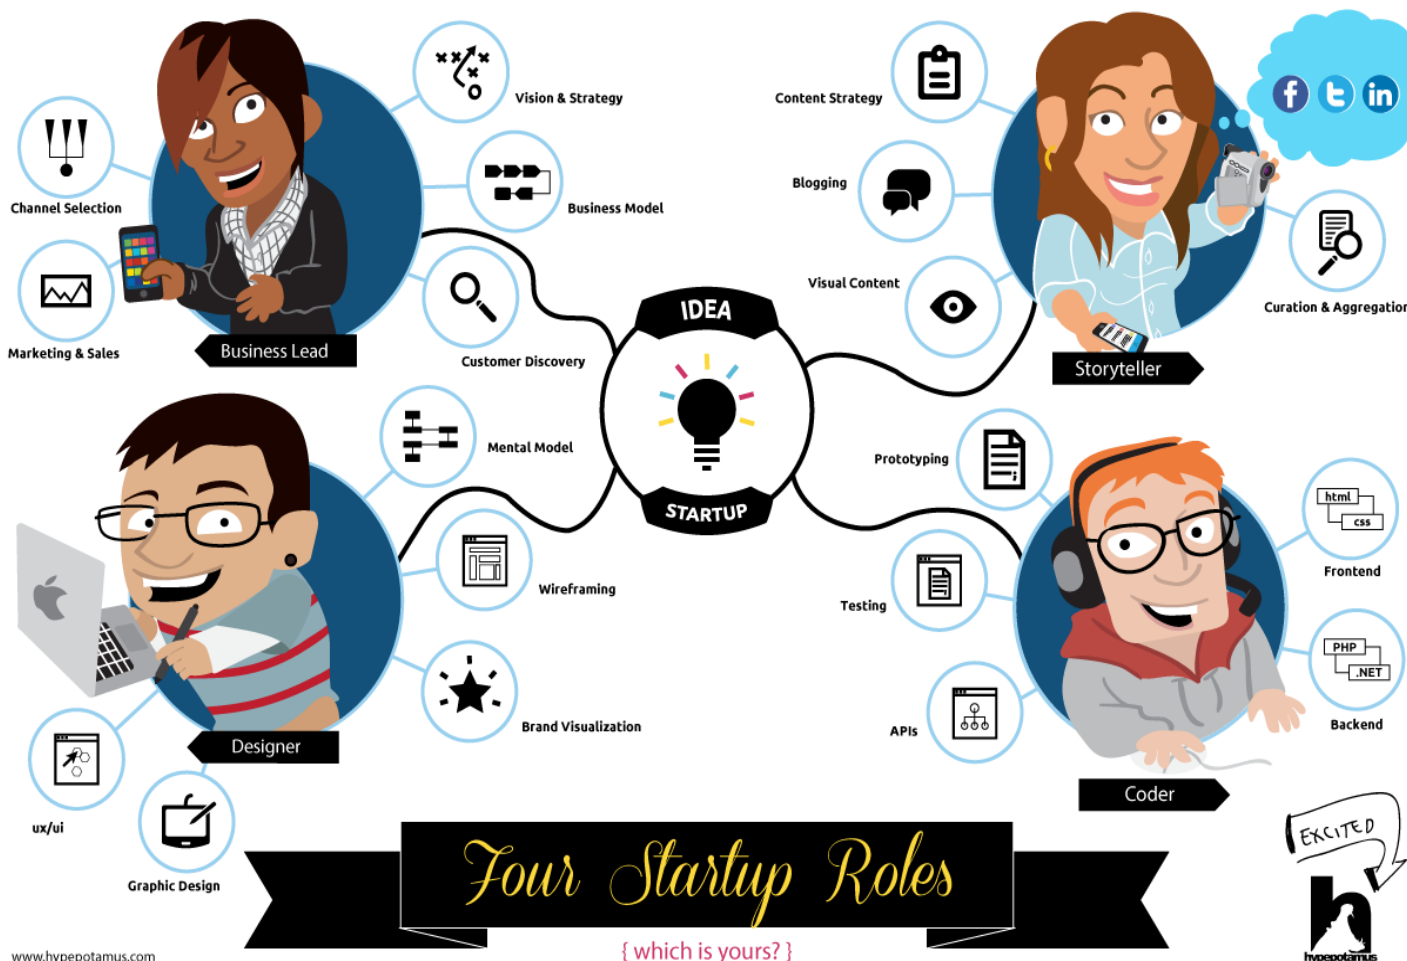 Vision & Strategy
Business Model
Customer Discovery
Channel Selection
Marketing & Sales
Business Lead
Content Strategy
Blogging
Visual Content
f
t
in
Curation & Aggregation
Storyteller
IDEA
STARTUP
Mental Model
Wireframing
Brand Visualization
Designer
ux/ui
Graphic Design
Prototyping
Testing
APIs
html
css
Frontend
PHP
.NET
Backend
Coder
Four Startup Roles
{ which is yours? }
EXCITED
h
hypepotamus
www.hypepotamus.com